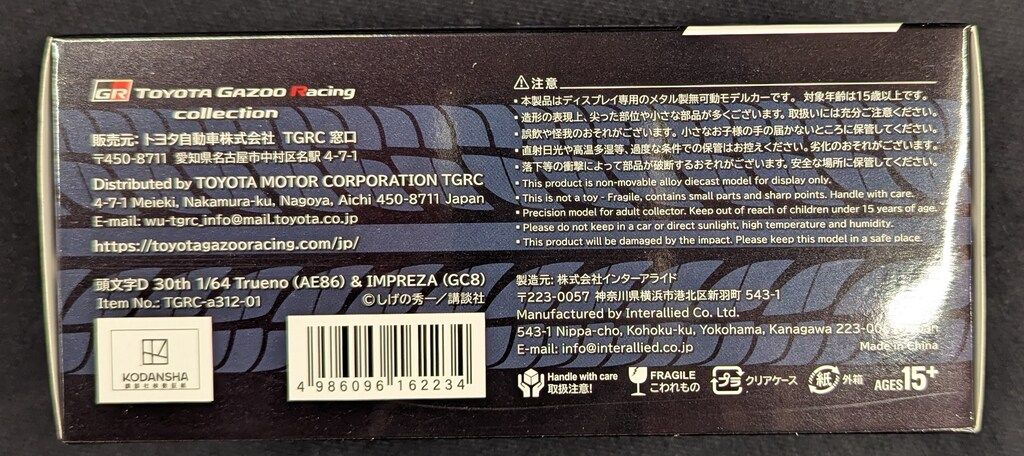 GR TOYOTA GAZOO Racing
collection
販売元: トヨタ自動車株式会社 TGRC 窓口
〒450-8711 愛知県名古屋市中村区名駅 4-7-1
Distributed by TOYOTA MOTOR CORPORATION TGRC
4-7-1 Meieki, Nakamura-ku, Nagoya, Aichi 450-8711 Japan
E-mail: wu-tgrc_info@mail.toyota.co.jp
https://toyotagazooracing.com/jp/
頭文字D 30th 1/64 Trueno (AE86) & IMPREZA (GC8)
Item No.: TGRC-a312-01 ©しげの秀一／講談社
KODANSHA
4 986096 162234
⚠注意
・本製品はディスプレイ専用のメタル製無可動モデルカーです。 対象年齢は15歳以上です。
・造形の表現上、尖った部位や小さな部品が多くございます。取扱いには充分ご注意ください。
・誤飲や怪我のおそれがございます。小さなお子様の手の届かないところに保管してください。
・直射日光や高温多湿等、過度な条件での保管はお控えください。劣化のおそれがございます。
・落下等の衝撃によって部品が破断するおそれがございます。安全な場所に保管してください。
・This product is non-movable alloy diecast model for display only.
・This is not a toy - Fragile, contains small parts and sharp points. Handle with care.
・Precision model for adult collector. Keep out of reach of children under 15 years of age.
・Please do not keep in a car or direct sunlight, high temperature and humidity.
・This product will be damaged by the impact. Please keep this model in a safe place.
製造元: 株式会社インターアライド
〒223-0057 神奈川県横浜市港北区新羽町 543-1
Manufactured by Interallied Co. Ltd.
543-1 Nippa-cho, Kohoku-ku, Yokohama, Kanagawa
E-mail: info@interallied.co.jp
Made in China
Handle with care
取扱注意!
FRAGILE
こわれもの
プラ クリアケース
紙 外箱
AGES 15+